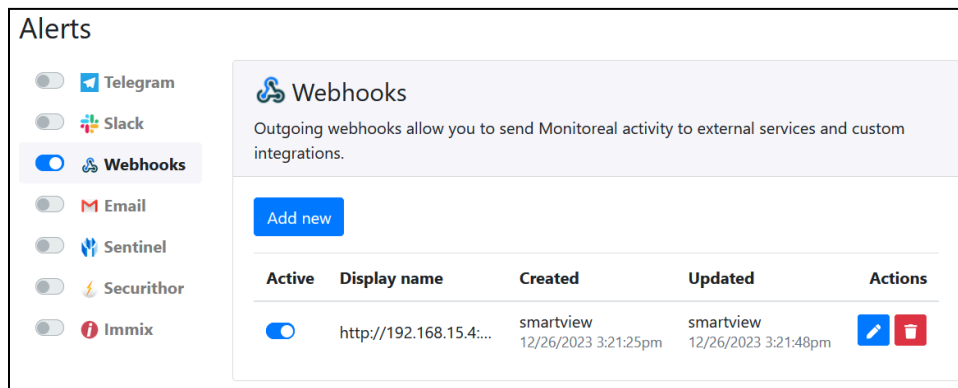 Alerts
Telegram
Slack
Webhooks
Email
Sentinel
Securithor
Immix
Webhooks
Outgoing webhooks allow you to send Monitoreal activity to external services and custom
integrations.
Add new
Active Display name Created Updated Actions
http://192.168.15.4:... smartview smartview
12/26/2023 3:21:25pm 12/26/2023 3:21:48pm